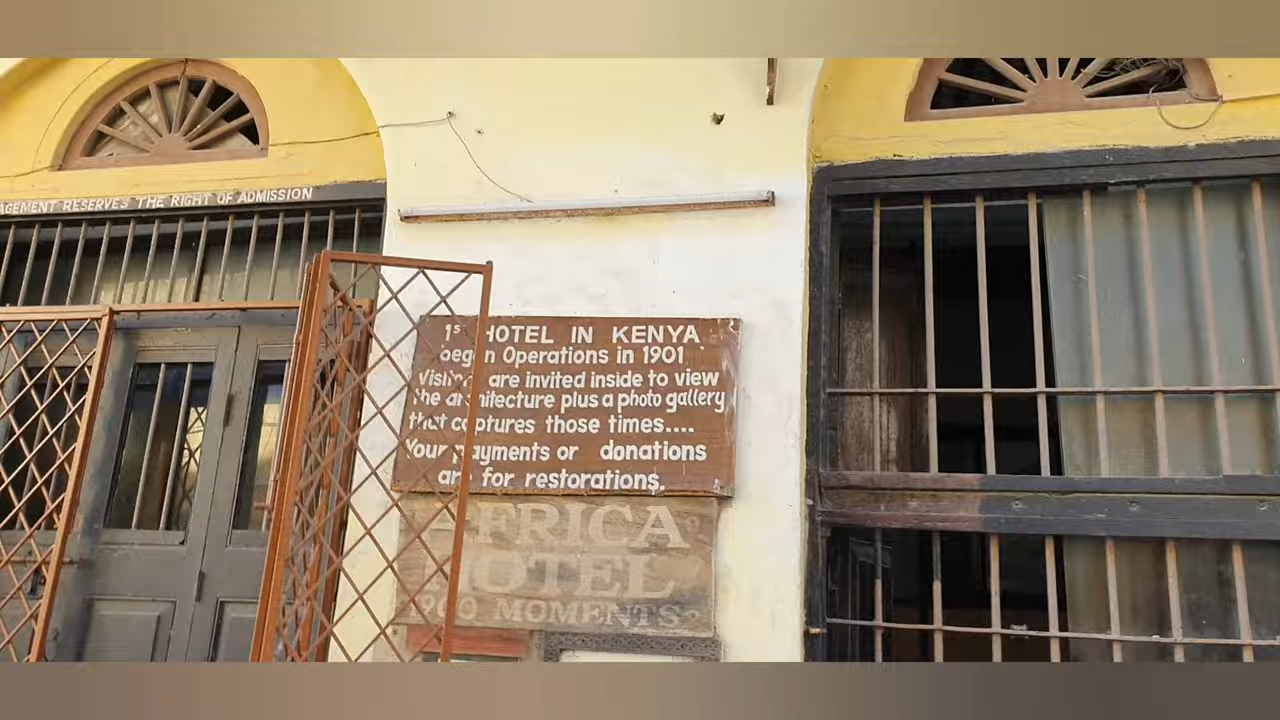 AGEMENT RESERVES THE RIGHT OF ADMISSION
1st HOTEL IN KENYA
began Operations in 1901
Visitors are invited inside to view
the architecture plus a photo gallery
that captures those times....
Your payments or donations
are for restorations.
AFRICA
HOTEL
1900 MOMENTS